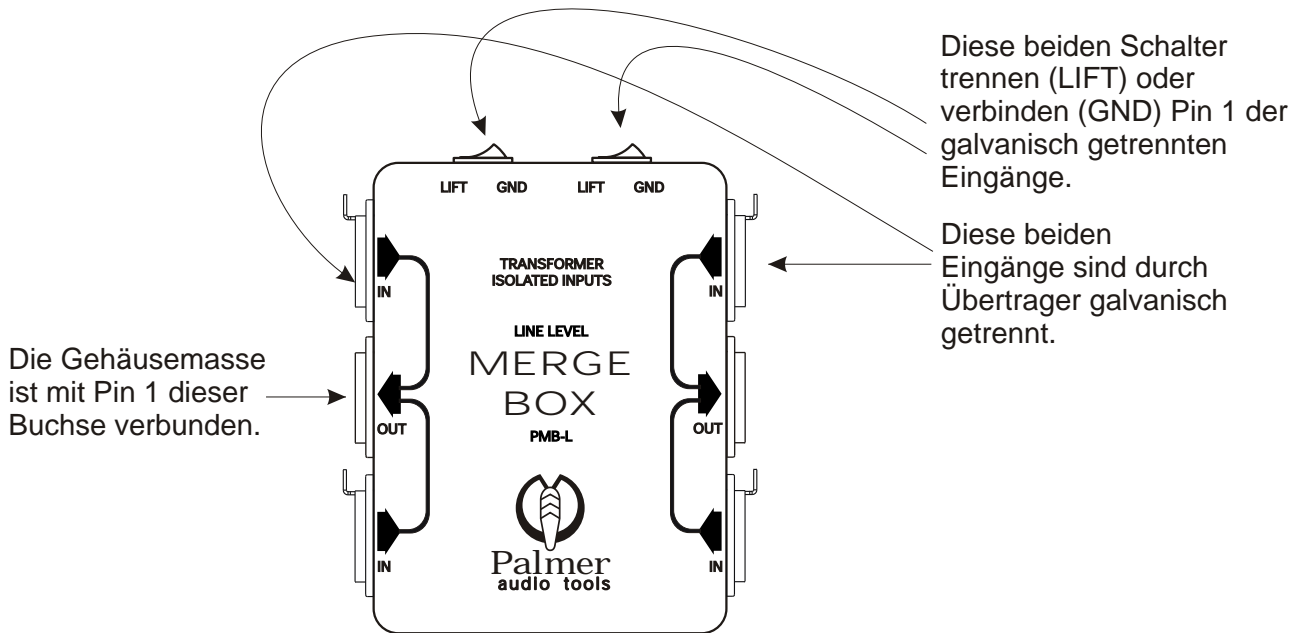 Diese beiden Schalter
trennen (LIFT) oder
verbinden (GND) Pin 1 der
galvanisch getrennten
Eingänge.
Diese beiden
Eingänge sind durch
Übertrager galvanisch
getrennt.
Die Gehäusemasse
ist mit Pin 1 dieser
Buchse verbunden.
LIFT GND LIFT GND
TRANSFORMER
ISOLATED INPUTS
IN IN
LINE LEVEL
MERGE
BOX
OUT OUT
PMB-L
IN IN
Palmer
audio tools